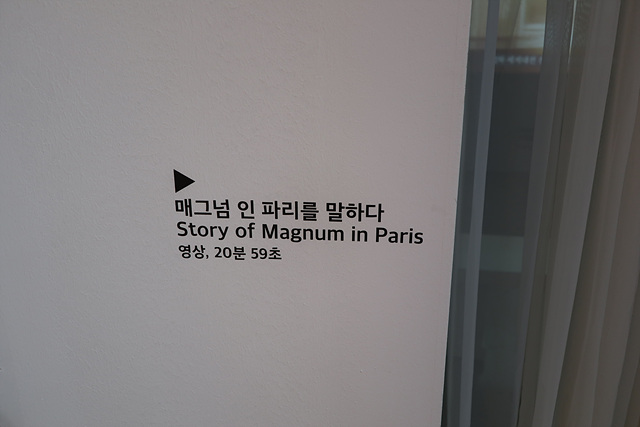 매그넘 인 파리를 말하다
Story of Magnum in Paris
영상, 20분 59초